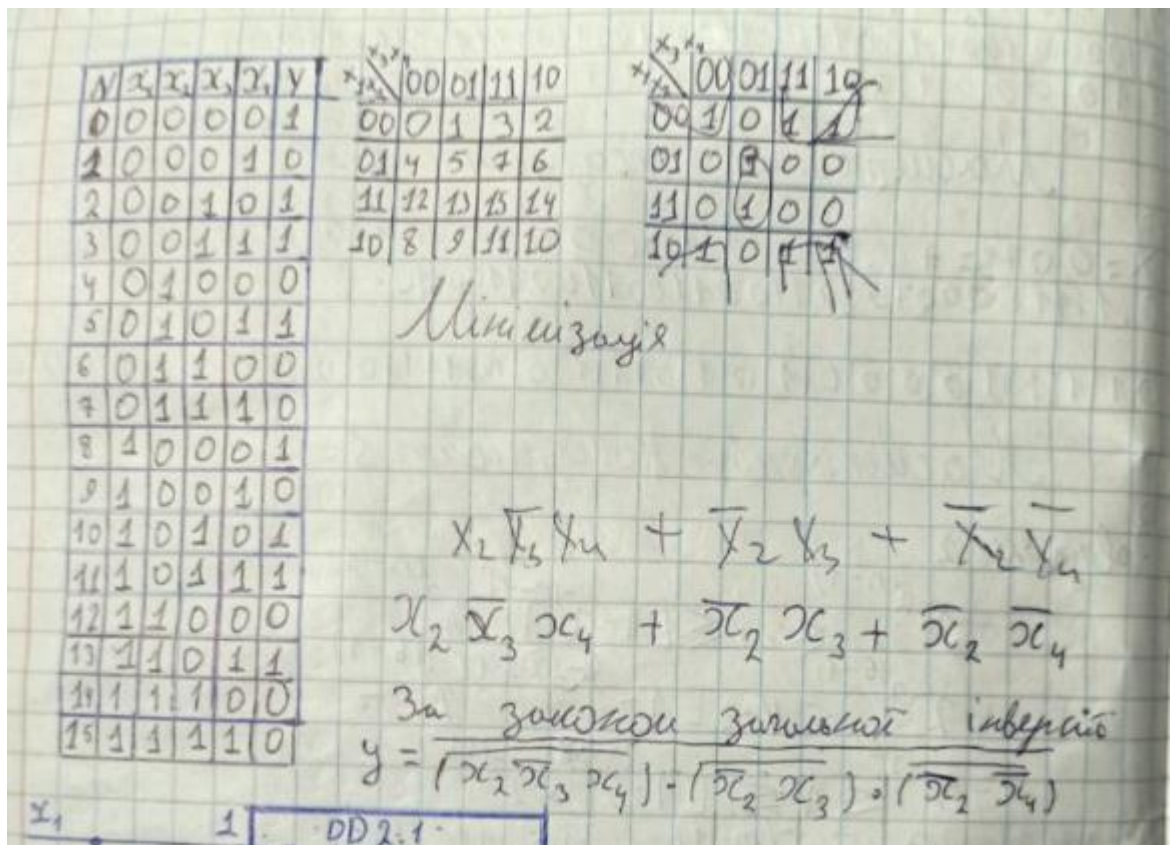 N x₁ x₂ x₃ x₄ y
0 0 0 0 0 1
1 0 0 0 1 0
2 0 0 1 0 1
3 0 0 1 1 1
4 0 1 0 0 0
5 0 1 0 1 1
6 0 1 1 0 0
7 0 1 1 1 0
8 1 0 0 0 1
9 1 0 0 1 0
10 1 0 1 0 1
11 1 0 1 1 1
12 1 1 0 0 0
13 1 1 0 1 1
14 1 1 1 0 0
15 1 1 1 1 0
x₃x₄
x₁x₂ 00 01 11 10
00 0 1 3 2
01 4 5 7 6
11 12 13 15 14
10 8 9 11 10
x₃x₄
x₁x₂ 00 01 11 10
00 1 0 1 1
01 0 1 0 0
11 0 1 0 0
10 1 0 1 1
Мінімізація
x₂ x̅₃ x₄ + x̅₂ x₃ + x̅₂ x̅₄
x₂ x̅₃ x₄ + x̅₂ x₃ + x̅₂ x̅₄
За законом інверсію
y = (x₂ x̅₃ x₄) · (x̅₂ x₃) · (x̅₂ x̅₄)
x₁ 1 DD2.1